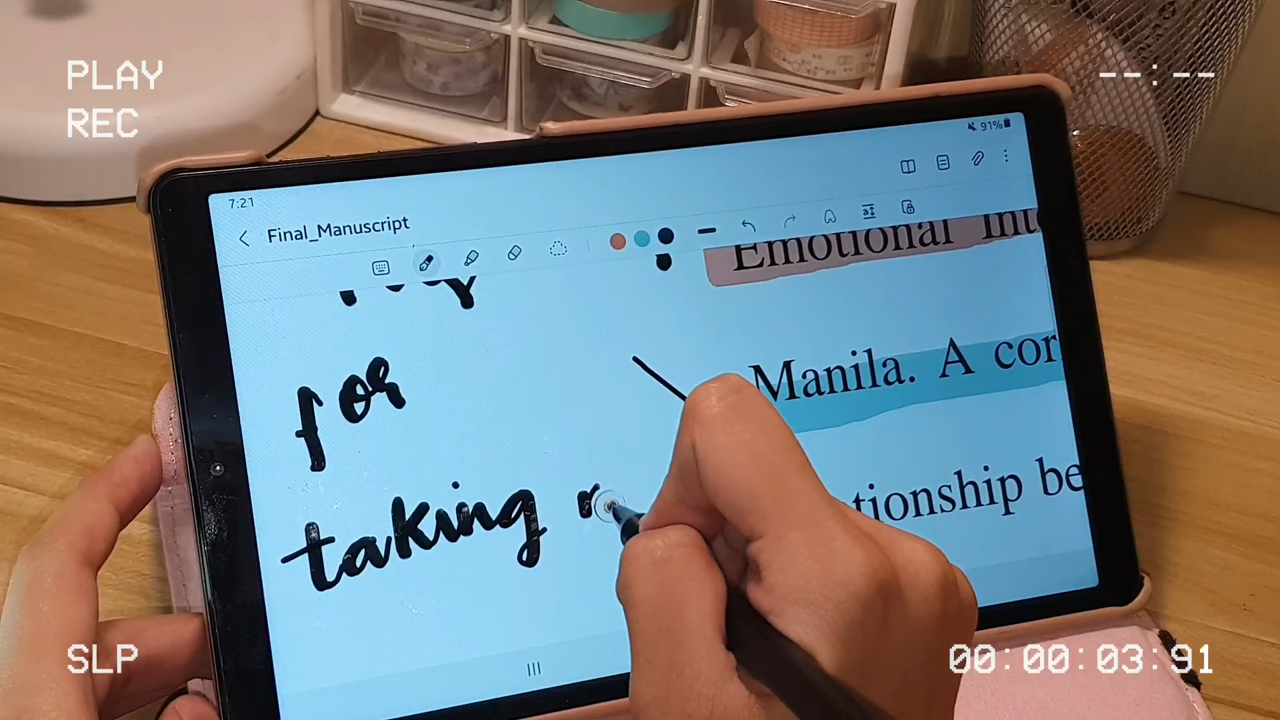 PLAY
REC
--:--
91%
7:21
Final_Manuscript
Emotional Int
for
Manila. A cor
taking
tionship be
SLP
00:00:03:91